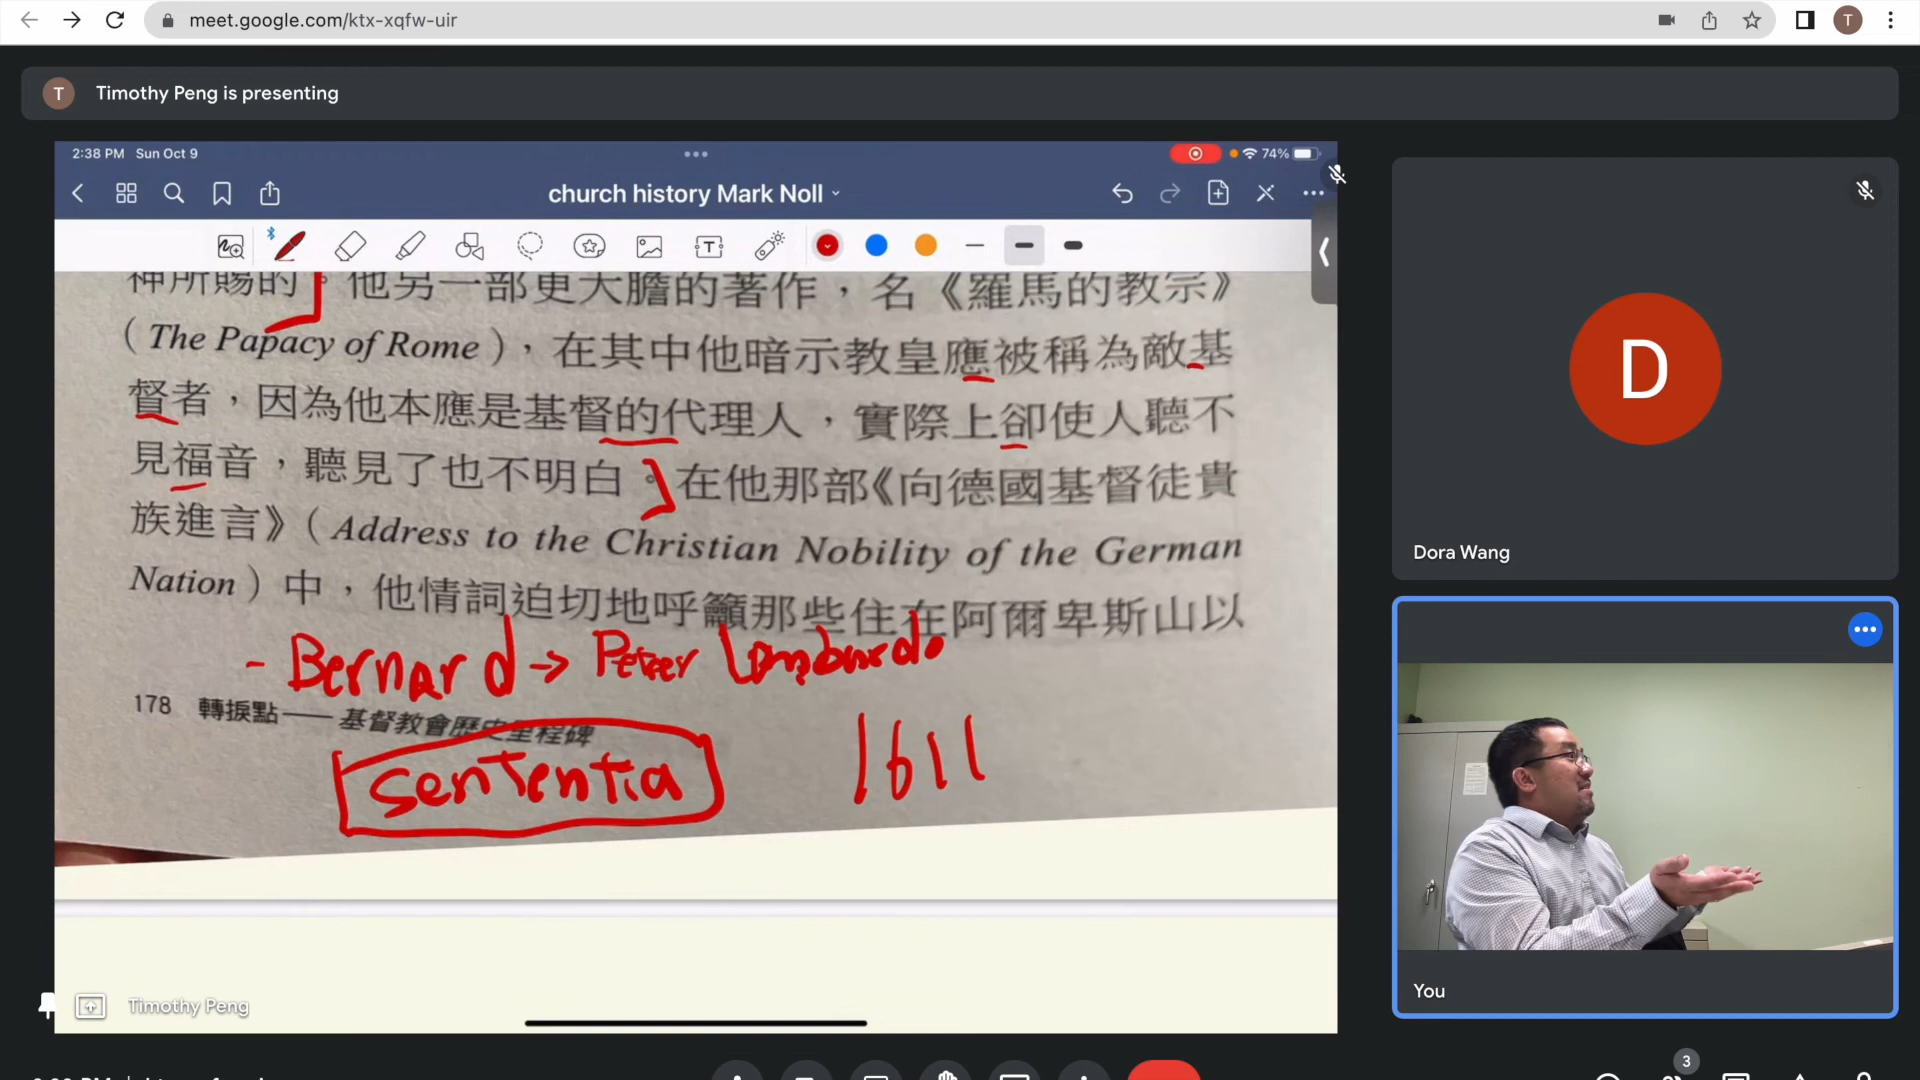 meet.google.com/ktx-xqfw-uir
T
T
Timothy Peng is presenting
2:38 PM Sun Oct 9
74%
church history Mark Noll
T
神所賜的。他另一部更大膽的著作，名《羅馬的教宗》
（The Papacy of Rome），在其中他暗示教皇應被稱為敵基
督者，因為他本應是基督的代理人，實際上卻使人聽不
見福音，聽見了也不明白。在他那部《向德國基督徒貴
族進言》（Address to the Christian Nobility of the German
Nation）中，他情詞迫切地呼籲那些住在阿爾卑斯山以
- Bernard → Peter Lombardo
178 轉捩點——基督教會歷史里程碑
sententia
1611
Timothy Peng
D
Dora Wang
You
3